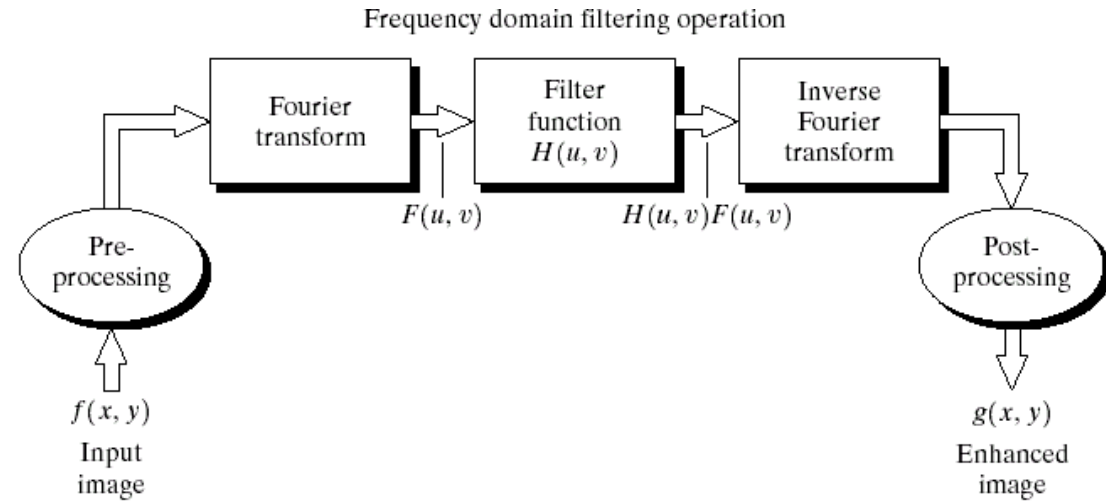 Frequency domain filtering operation
Fourier
transform
Filter
function
H(u, v)
Inverse
Fourier
transform
F(u, v)
H(u, v)F(u, v)
Pre-
processing
Post-
processing
f(x, y)
Input
image
g(x, y)
Enhanced
image